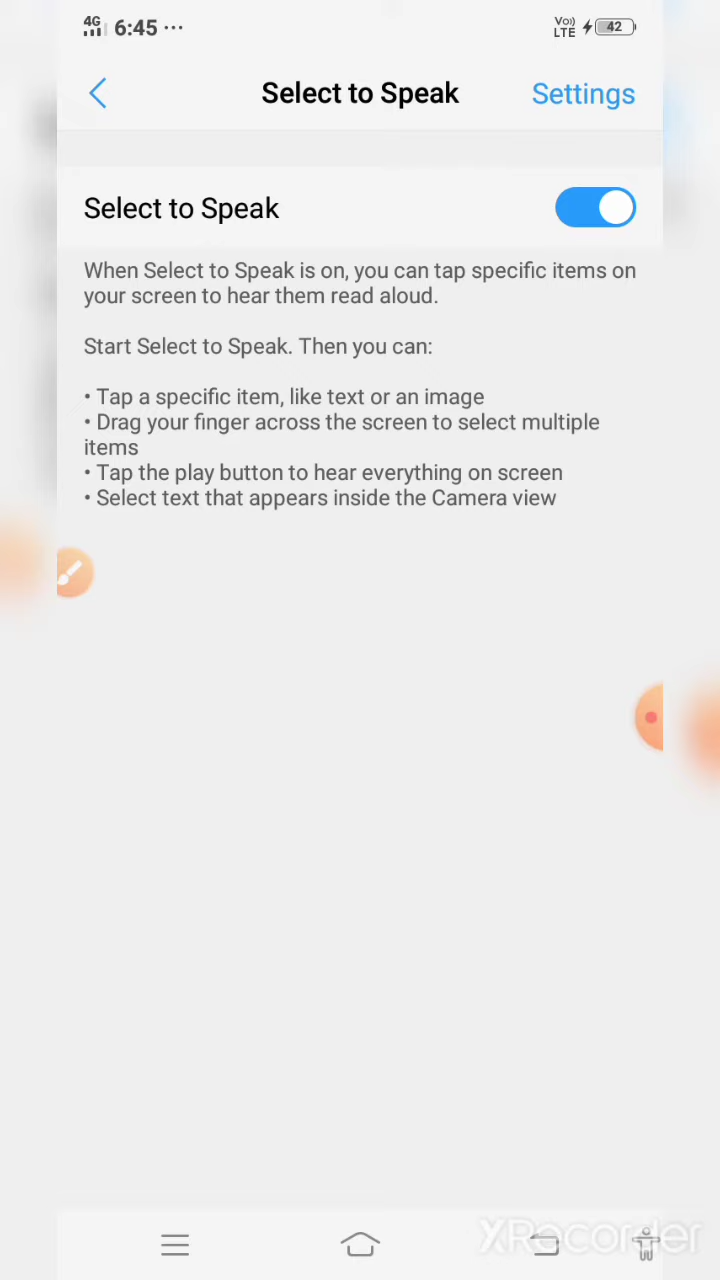 4G 6:45 ··· Vo)) LTE 42
Select to Speak Settings
Select to Speak
When Select to Speak is on, you can tap specific items on
your screen to hear them read aloud.
Start Select to Speak. Then you can:
• Tap a specific item, like text or an image
• Drag your finger across the screen to select multiple
items
• Tap the play button to hear everything on screen
• Select text that appears inside the Camera view
XRecorder